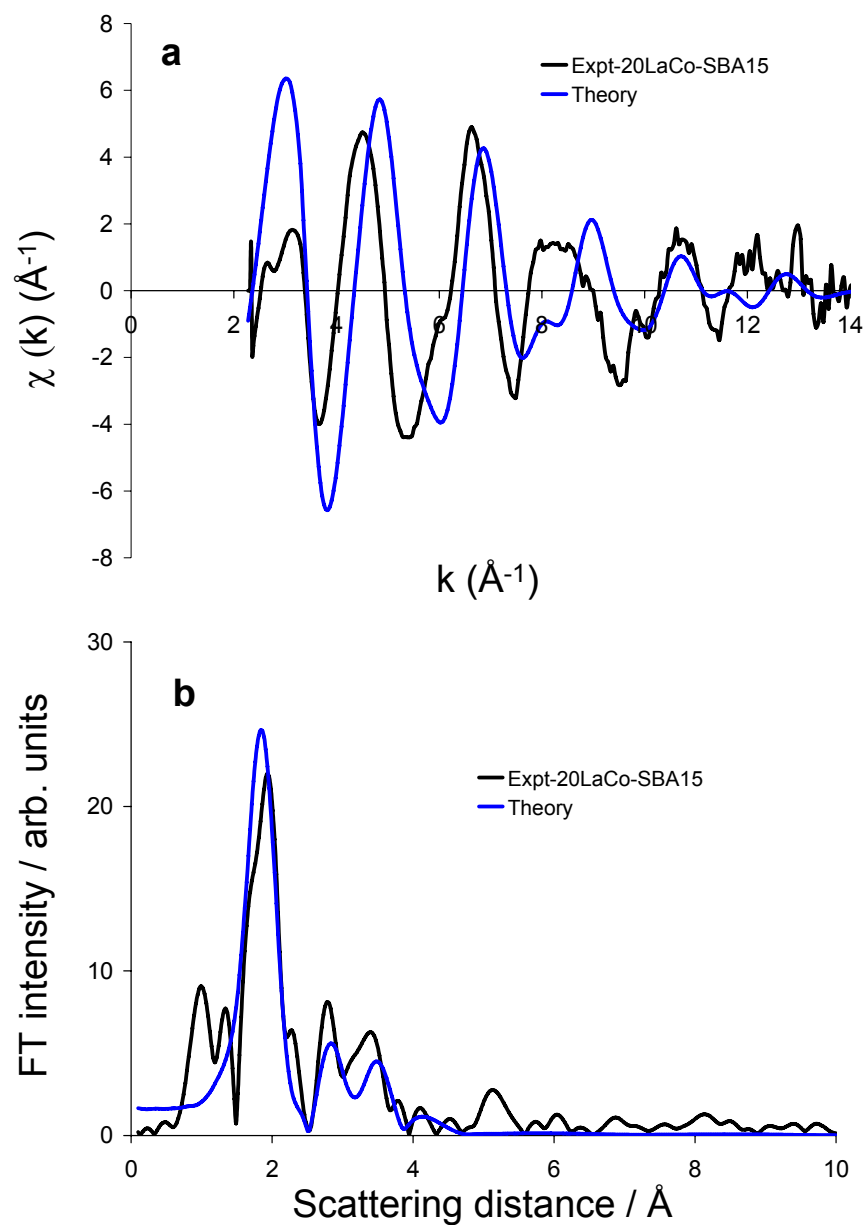 a
Expt-20LaCo-SBA15
Theory
8
6
4
2
0
-2
-4
-6
-8
0 2 4 6 8 10 12 14
χ (k) (Å-1)
k (Å-1)
b
Expt-20LaCo-SBA15
Theory
30
20
10
0
0 2 4 6 8 10
FT intensity / arb. units
Scattering distance / Å